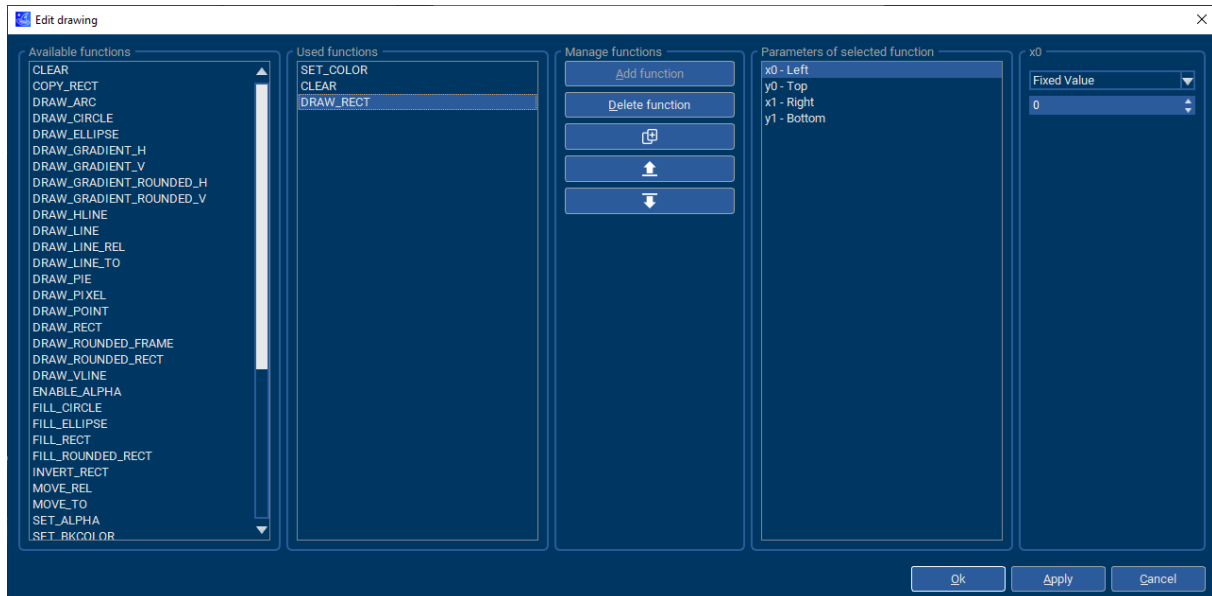 Edit drawing
Available functions
CLEAR
COPY_RECT
DRAW_ARC
DRAW_CIRCLE
DRAW_ELLIPSE
DRAW_GRADIENT_H
DRAW_GRADIENT_V
DRAW_GRADIENT_ROUNDED_H
DRAW_GRADIENT_ROUNDED_V
DRAW_HLINE
DRAW_LINE
DRAW_LINE_REL
DRAW_LINE_TO
DRAW_PIE
DRAW_PIXEL
DRAW_POINT
DRAW_RECT
DRAW_ROUNDED_FRAME
DRAW_ROUNDED_RECT
DRAW_VLINE
ENABLE_ALPHA
FILL_CIRCLE
FILL_ELLIPSE
FILL_RECT
FILL_ROUNDED_RECT
INVERT_RECT
MOVE_REL
MOVE_TO
SET_ALPHA
SET_BKCOLOR
Used functions
SET_COLOR
CLEAR
DRAW_RECT
Manage functions
Add function
Delete function
Parameters of selected function
x0 - Left
y0 - Top
x1 - Right
y1 - Bottom
x0
Fixed Value
0
Ok
Apply
Cancel